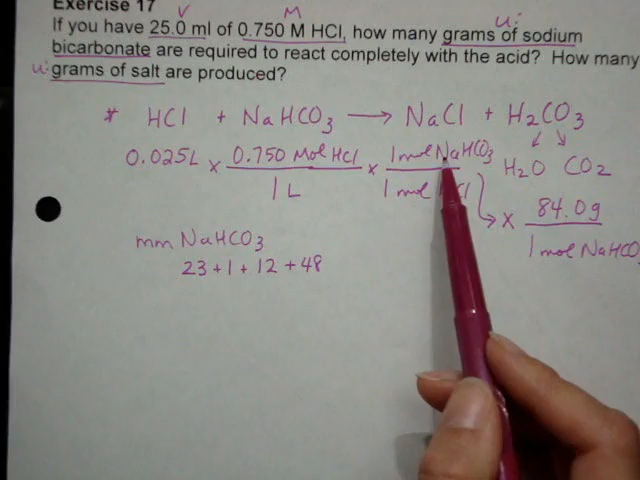 Exercise 17
V M u:
If you have 25.0 ml of 0.750 M HCl, how many grams of sodium
bicarbonate are required to react completely with the acid? How many
u: grams of salt are produced?
* HCl + NaHCO3 → NaCl + H2CO3
H2O CO2
0.025L × 0.750 Mol HCl / 1 L × 1 mol NaHCO3 / 1 mol HCl
× 84.0g / 1 mol NaHCO3
mm NaHCO3
23 + 1 + 12 + 48